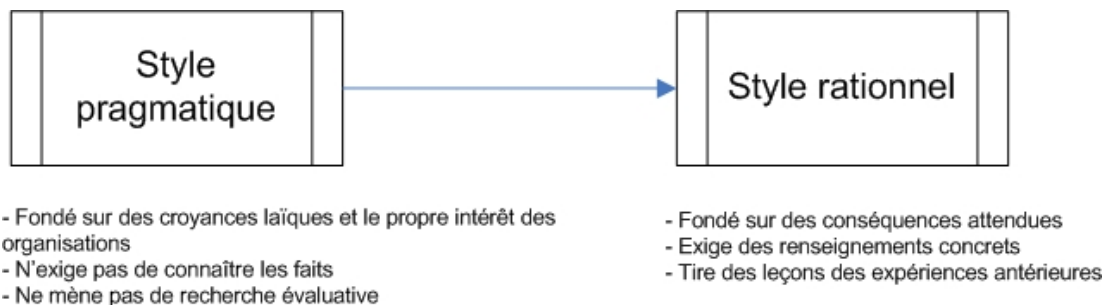 Style
pragmatique
Style rationnel
- Fondé sur des croyances laïques et le propre intérêt des
organisations
- N'exige pas de connaître les faits
- Ne mène pas de recherche évaluative
- Fondé sur des conséquences attendues
- Exige des renseignements concrets
- Tire des leçons des expériences antérieures